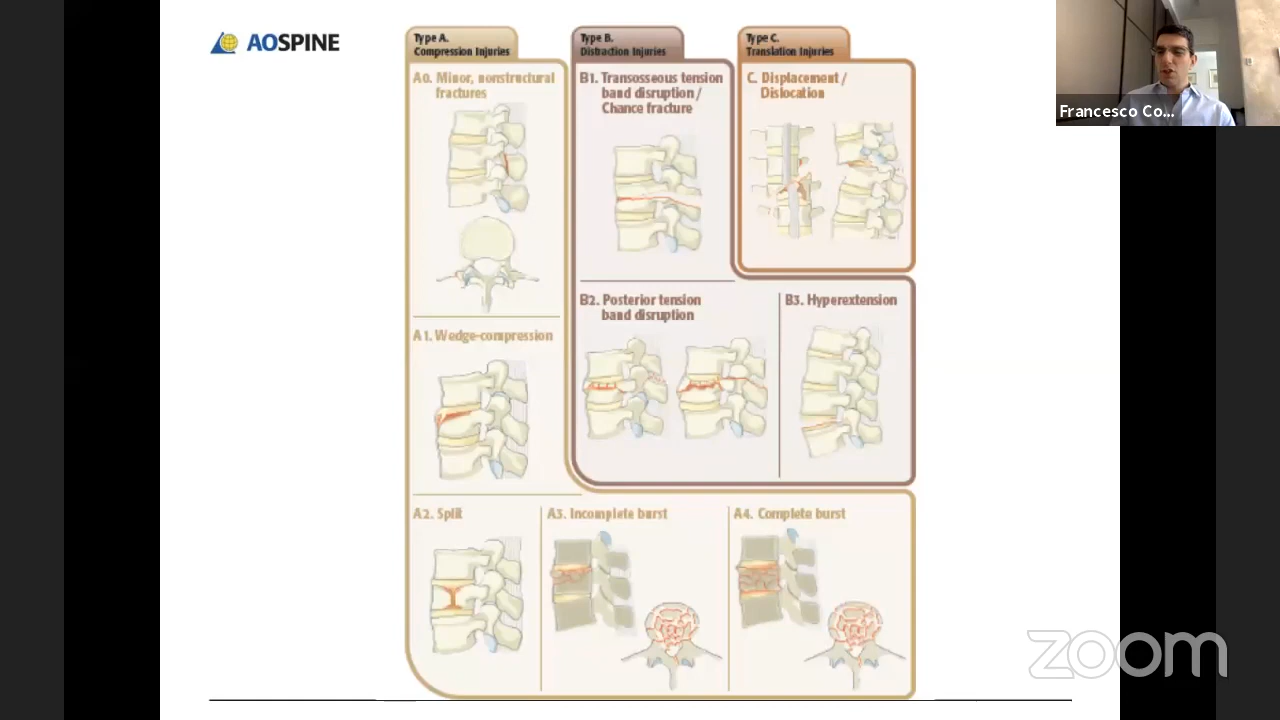 AOSPINE
Type A.
Compression Injuries
Type B.
Distraction Injuries
Type C.
Translation Injuries
A0. Minor, nonstructural
fractures
B1. Transosseous tension
band disruption /
Chance fracture
C. Displacement /
Dislocation
Francesco Co...
A1. Wedge-compression
B2. Posterior tension
band disruption
B3. Hyperextension
A2. Split
A3. Incomplete burst
A4. Complete burst
zoom